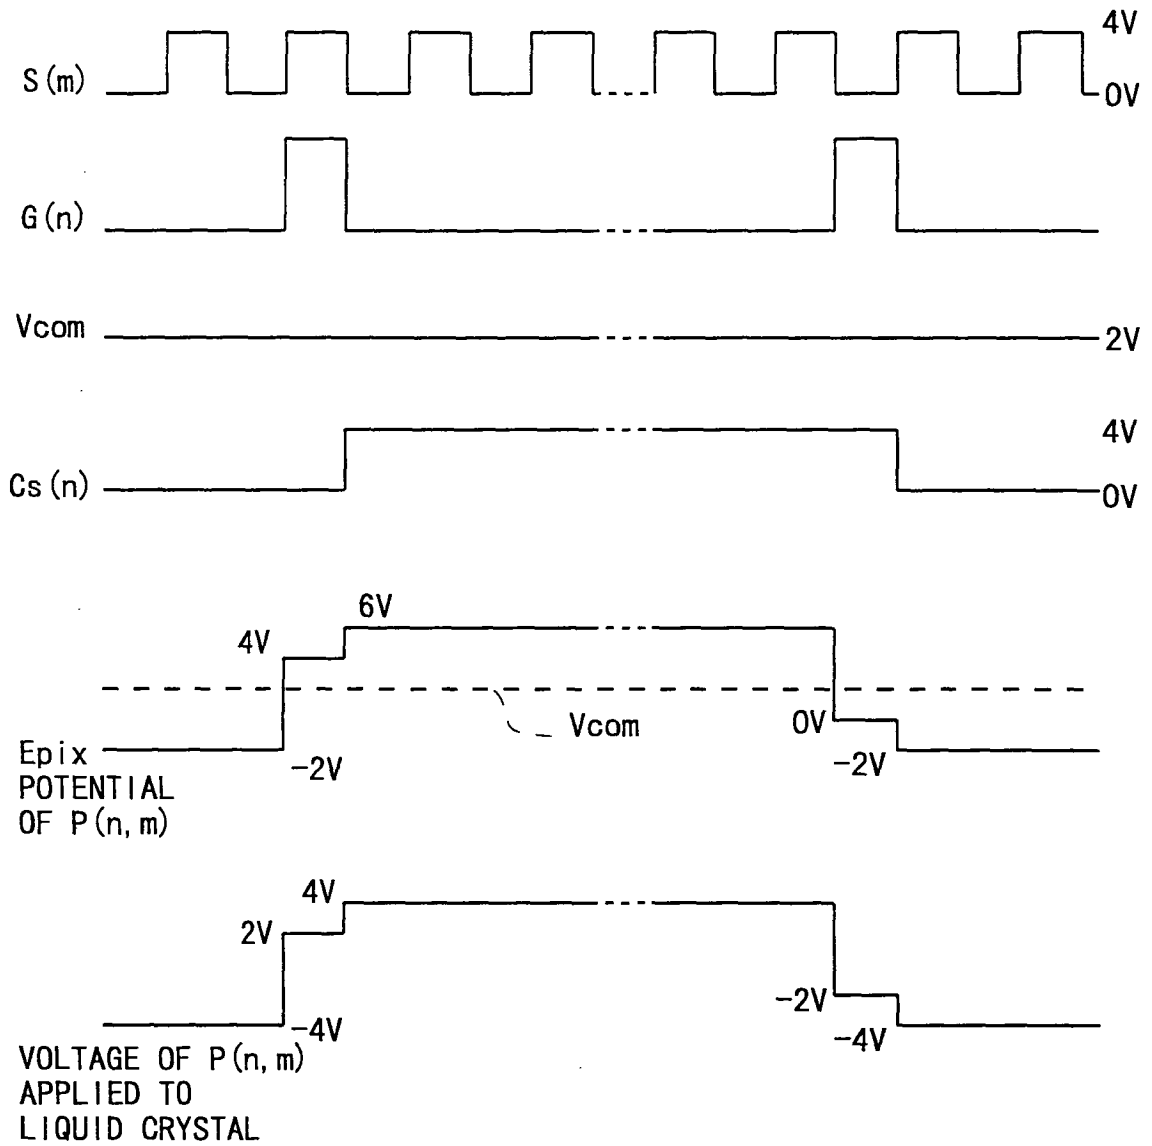 4V
S(m)
0V
G(n)
Vcom
2V
4V
Cs(n)
0V
6V
4V
Vcom
0V
Epix
POTENTIAL
OF P(n,m)
-2V
-2V
4V
2V
-2V
-4V
-4V
VOLTAGE OF P(n,m)
APPLIED TO
LIQUID CRYSTAL